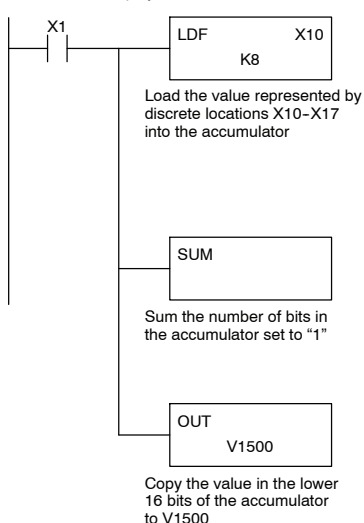 X1
LDF X10
K8
Load the value represented by
discrete locations X10-X17
into the accumulator
SUM
Sum the number of bits in
the accumulator set to “1”
OUT
V1500
Copy the value in the lower
16 bits of the accumulator
to V1500